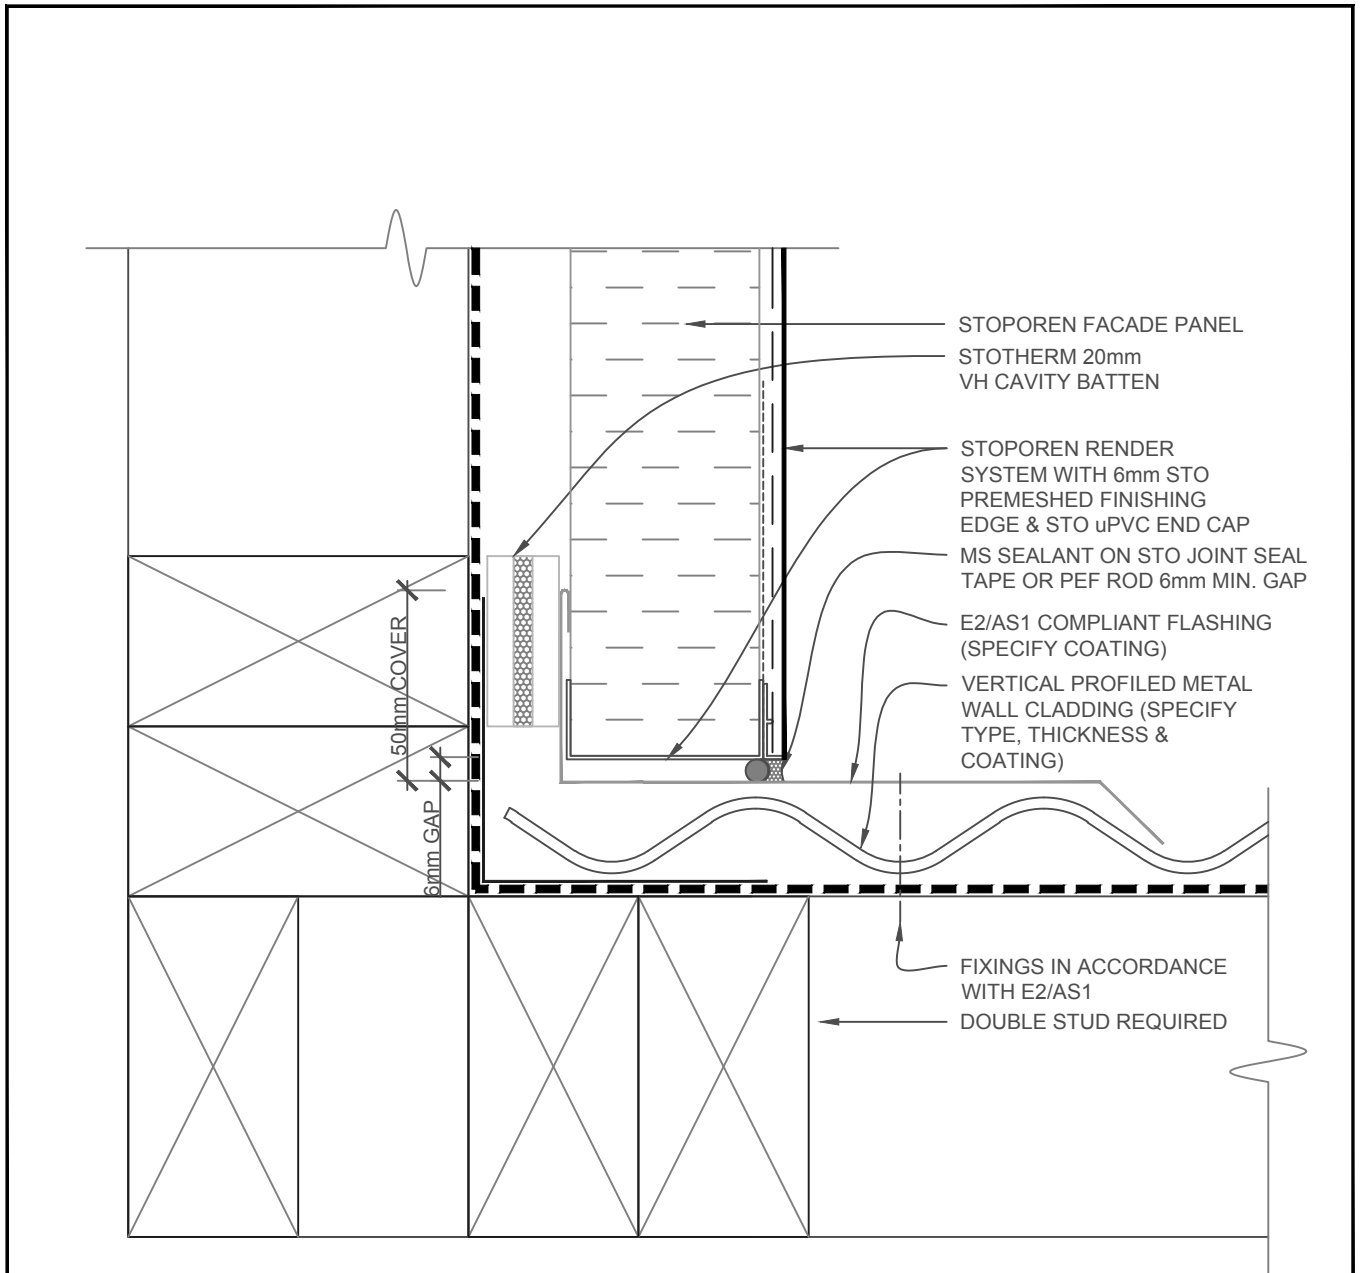 STOPOREN FACADE PANEL
STOTHERM 20mm
VH CAVITY BATTEN
STOPOREN RENDER
SYSTEM WITH 6mm STO
PREMESHED FINISHING
EDGE & STO uPVC END CAP
MS SEALANT ON STO JOINT SEAL
TAPE OR PEF ROD 6mm MIN. GAP
E2/AS1 COMPLIANT FLASHING
(SPECIFY COATING)
VERTICAL PROFILED METAL
WALL CLADDING (SPECIFY
TYPE, THICKNESS &
COATING)
50mm COVER
6mm GAP
FIXINGS IN ACCORDANCE
WITH E2/AS1
DOUBLE STUD REQUIRED